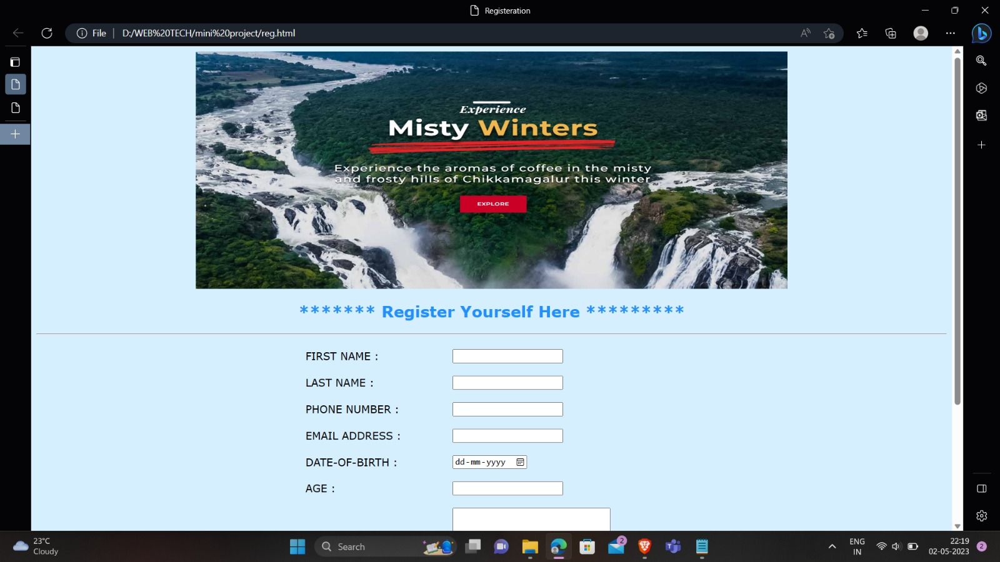 Registeration
File
D:/WEB%20TECH/mini%20project/reg.html
Experience
Misty Winters
Experience the aromas of coffee in the misty
and frosty hills of Chikkamagalur this winter
EXPLORE
******* Register Yourself Here *********
FIRST NAME :
LAST NAME :
PHONE NUMBER :
EMAIL ADDRESS :
DATE-OF-BIRTH : dd-mm-yyyy
AGE :
23°C
Cloudy
Search
2
ENG
IN
22:19
02-05-2023
2